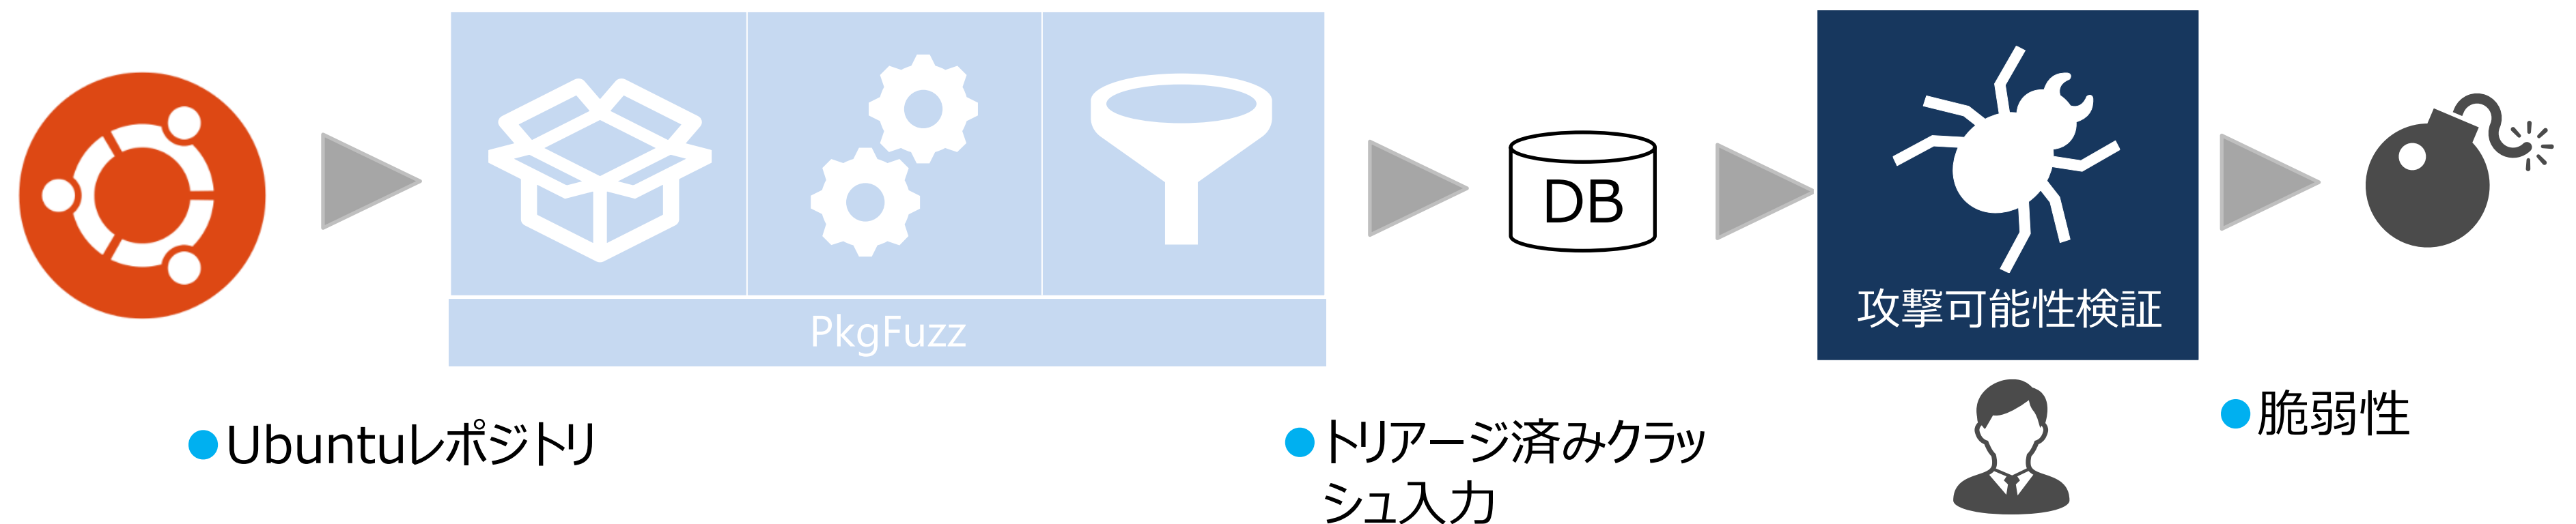 DB
攻撃可能性検証
PkgFuzz
Ubuntuレポジトリ
トリアージ済みクラッ
シュ入力
脆弱性